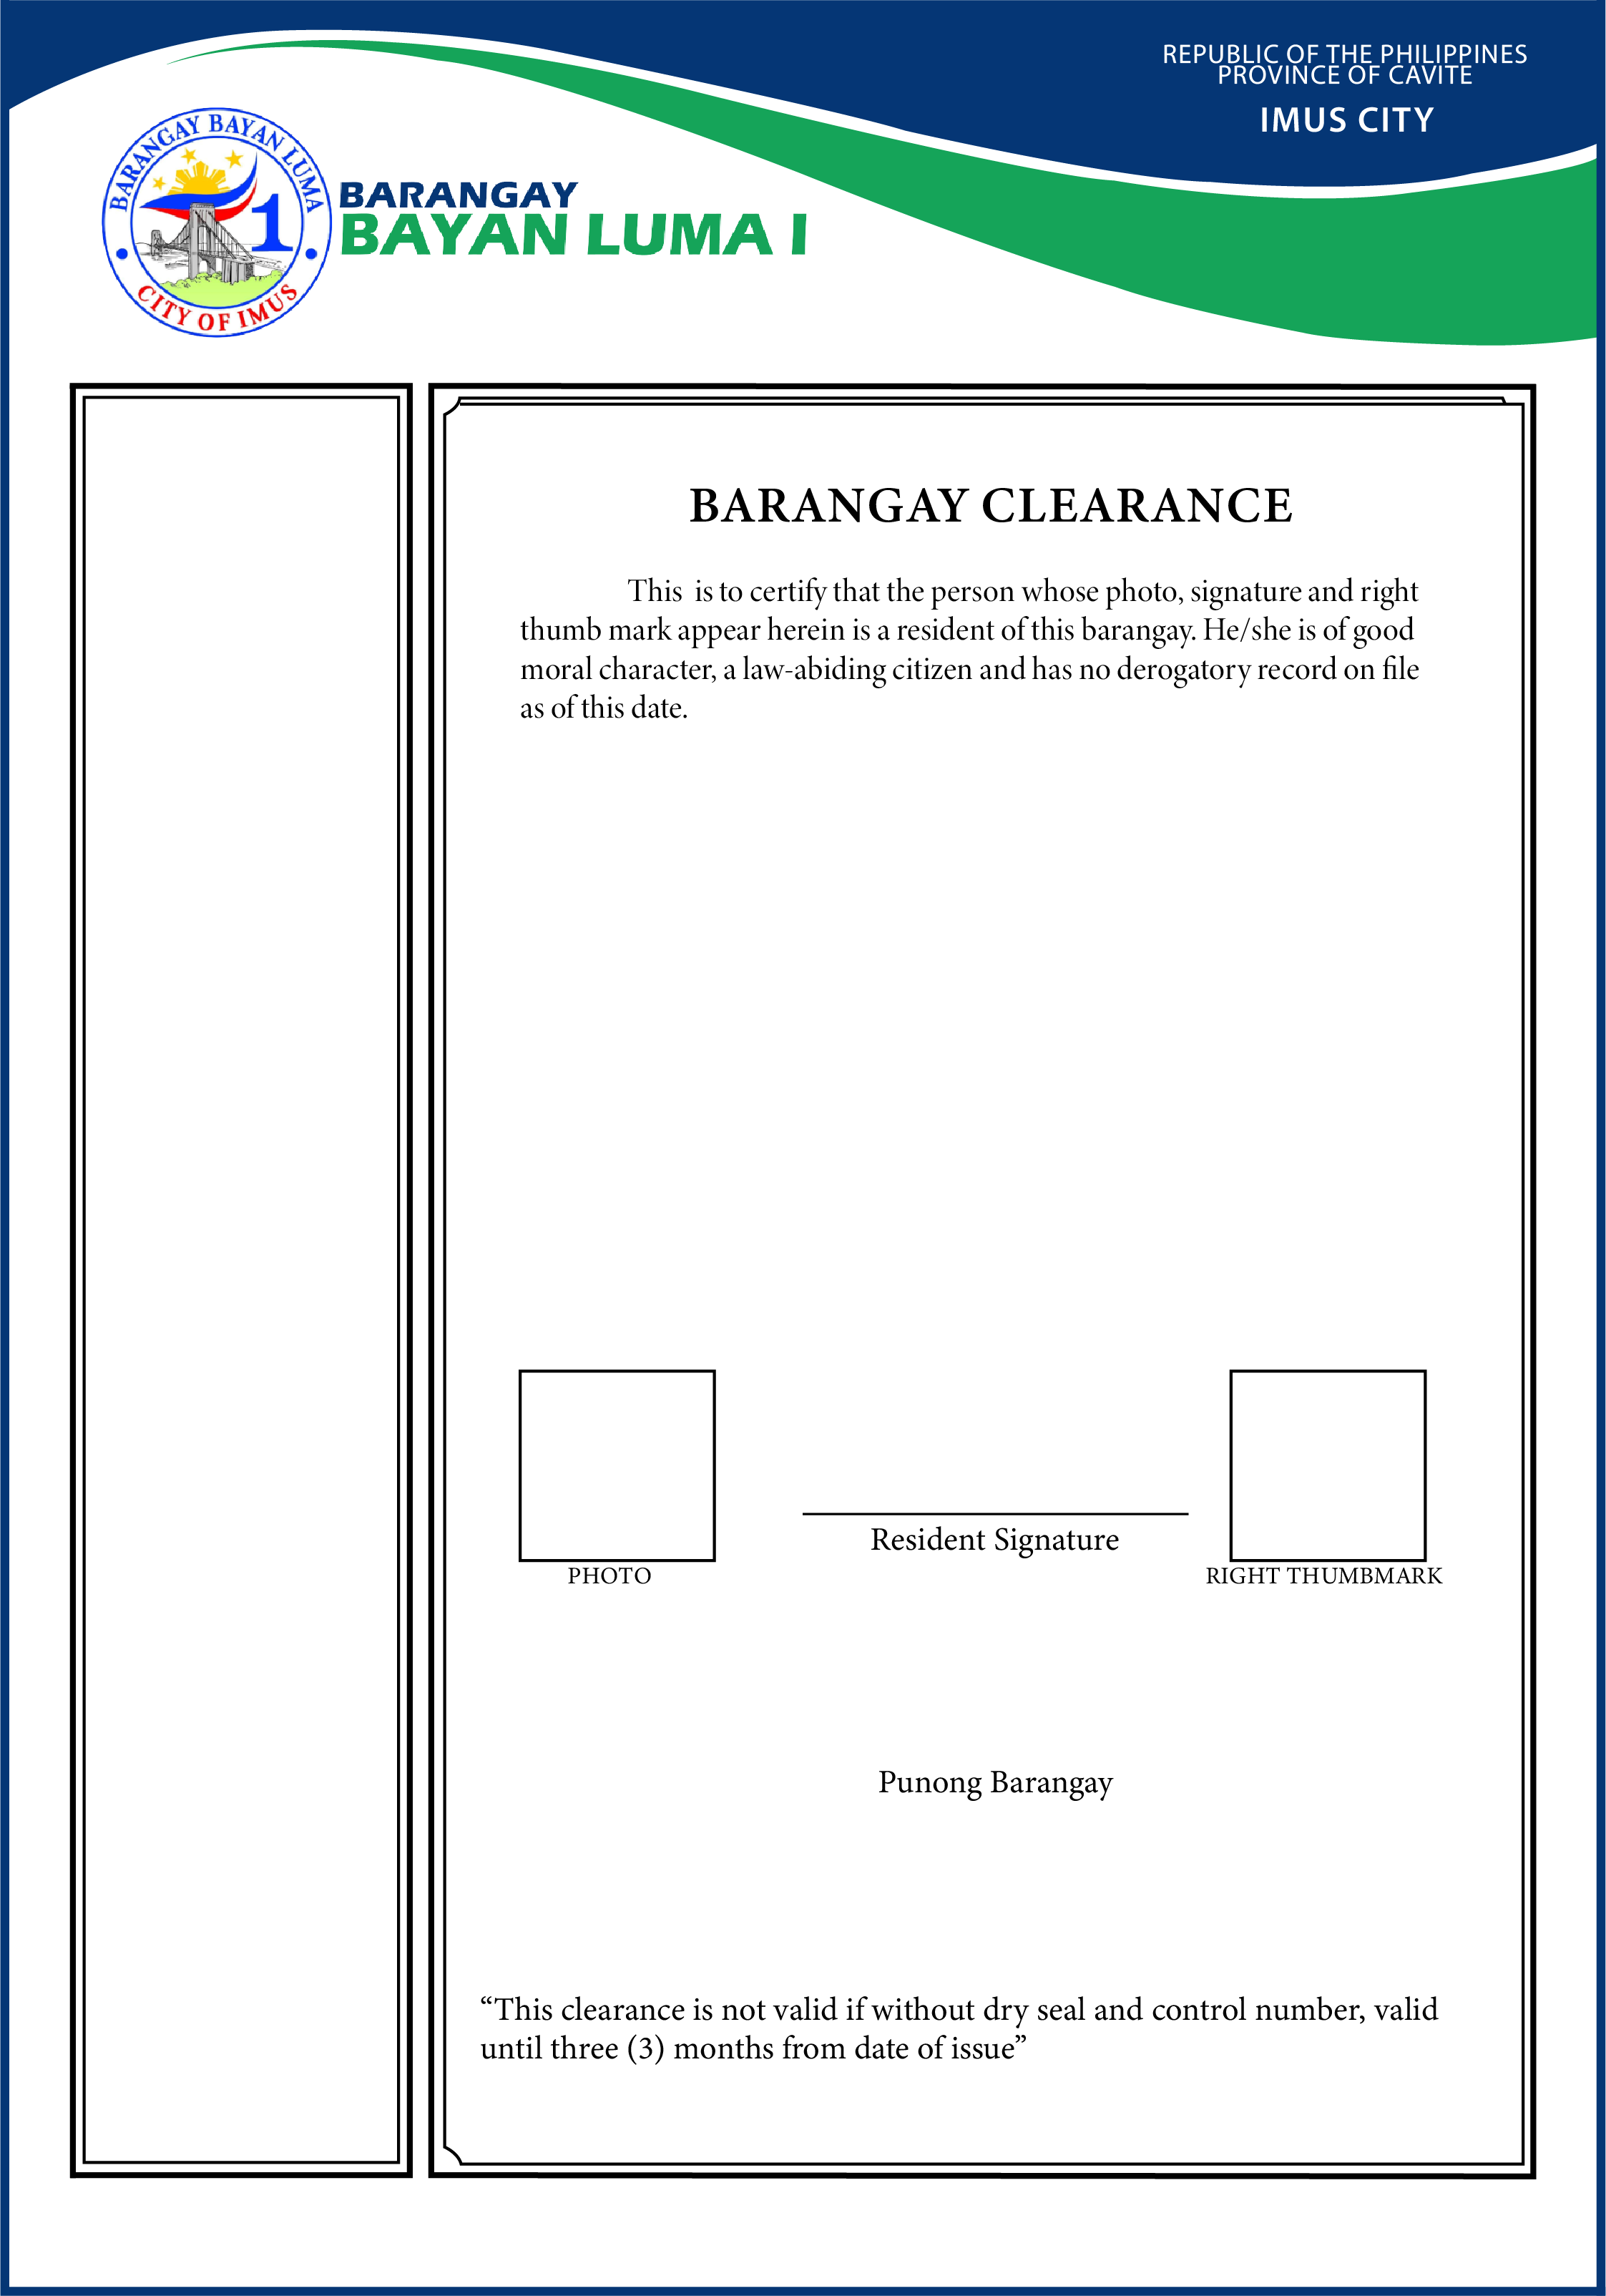 REPUBLIC OF THE PHILIPPINES
PROVINCE OF CAVITE
IMUS CITY
BARANGAY BAYAN LUMA
1
CITY OF IMUS
BARANGAY
BAYAN LUMA I
BARANGAY CLEARANCE
This is to certify that the person whose photo, signature and right
thumb mark appear herein is a resident of this barangay. He/she is of good
moral character, a law-abiding citizen and has no derogatory record on file
as of this date.
Resident Signature
PHOTO
RIGHT THUMBMARK
Punong Barangay
“This clearance is not valid if without dry seal and control number, valid
until three (3) months from date of issue”